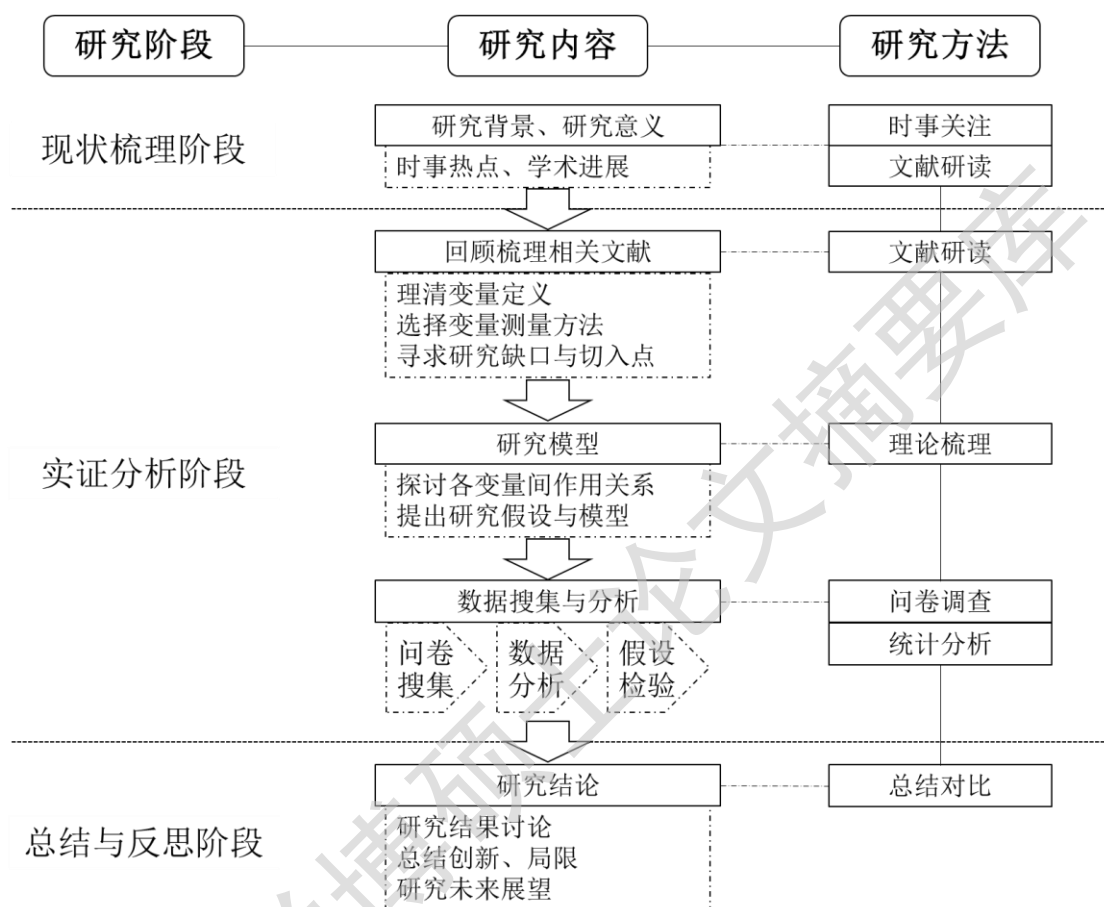 研究阶段 研究内容 研究方法
研究背景、研究意义 时事关注
现状梳理阶段
时事热点、学术进展 文献研读
回顾梳理相关文献 文献研读
理清变量定义
选择变量测量方法
寻求研究缺口与切入点
研究模型 理论梳理
实证分析阶段
探讨各变量间作用关系
提出研究假设与模型
数据搜集与分析 问卷调查
统计分析
问卷 数据 假设
搜集 分析 检验
研究结论 总结对比
总结与反思阶段
研究结果讨论
总结创新、局限
研究未来展望
博硕士论文摘要库